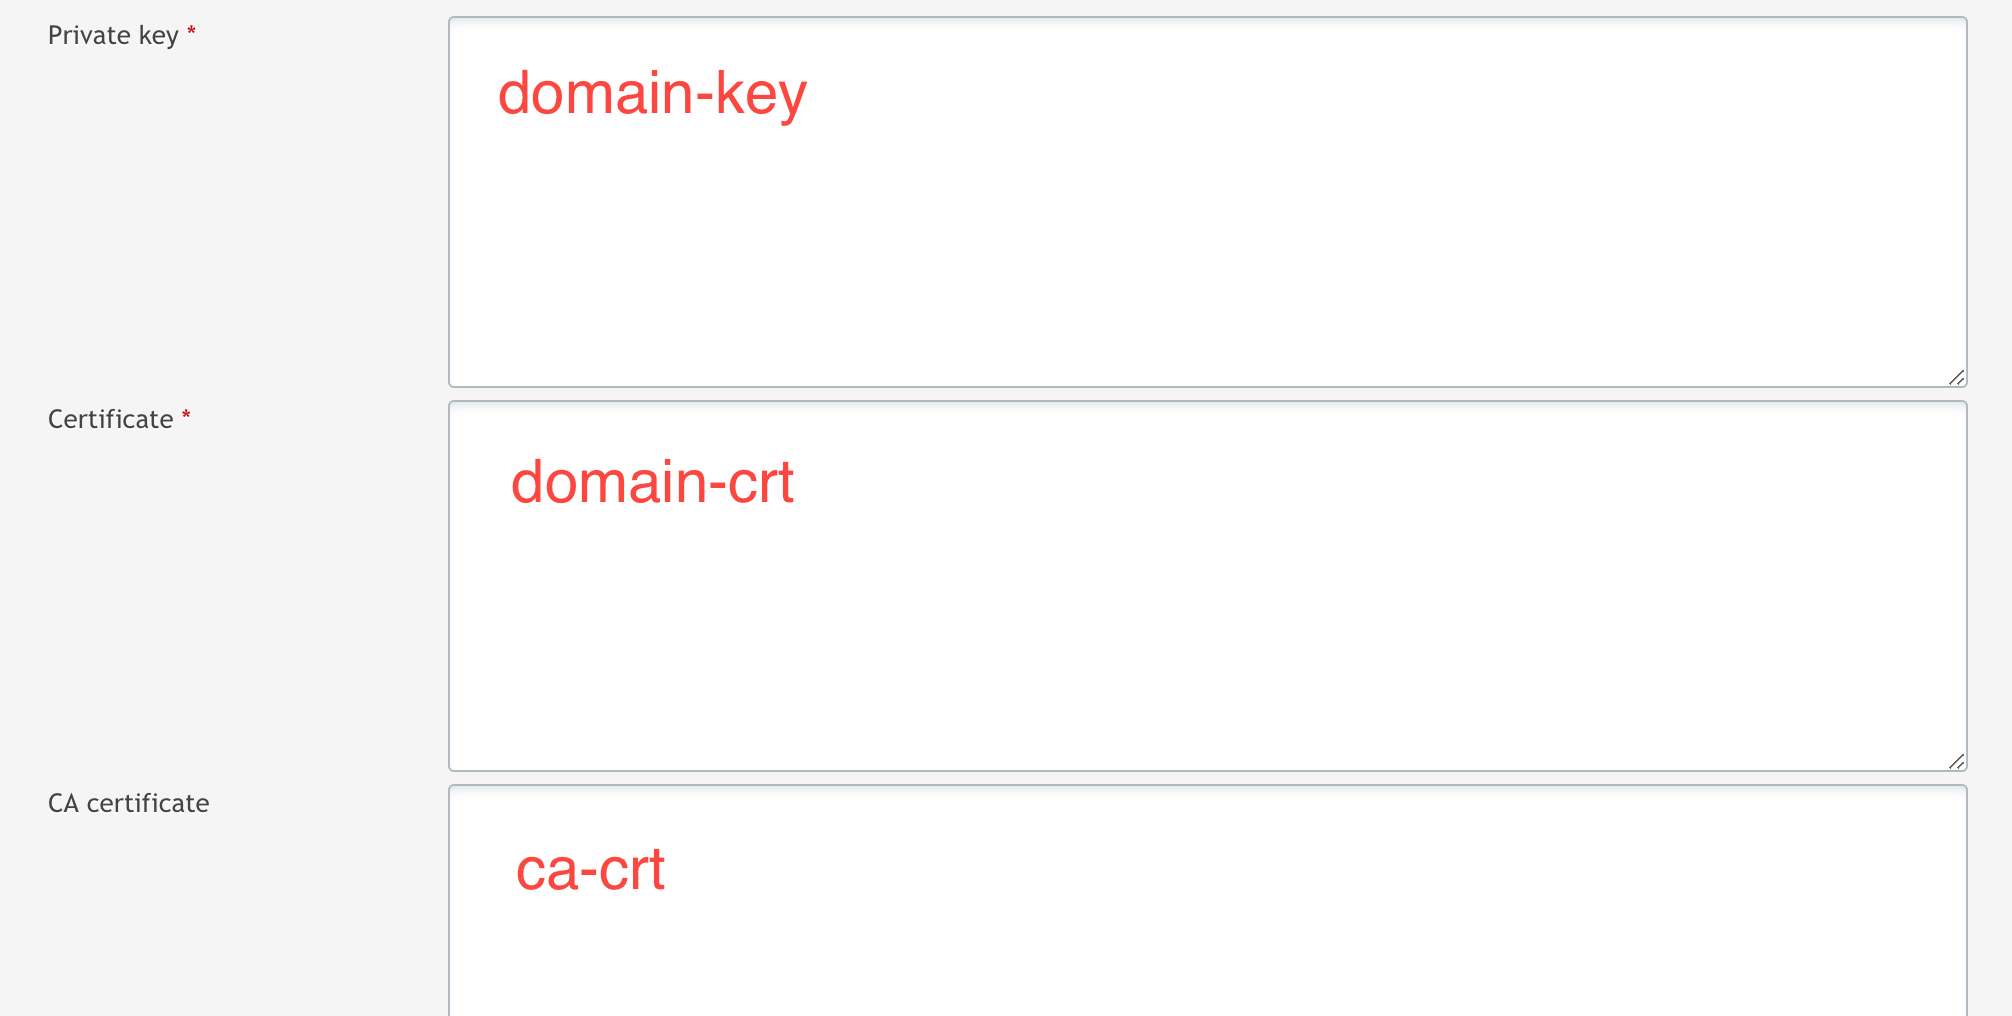 Private key *
domain-key
Certificate *
domain-crt
CA certificate
ca-crt